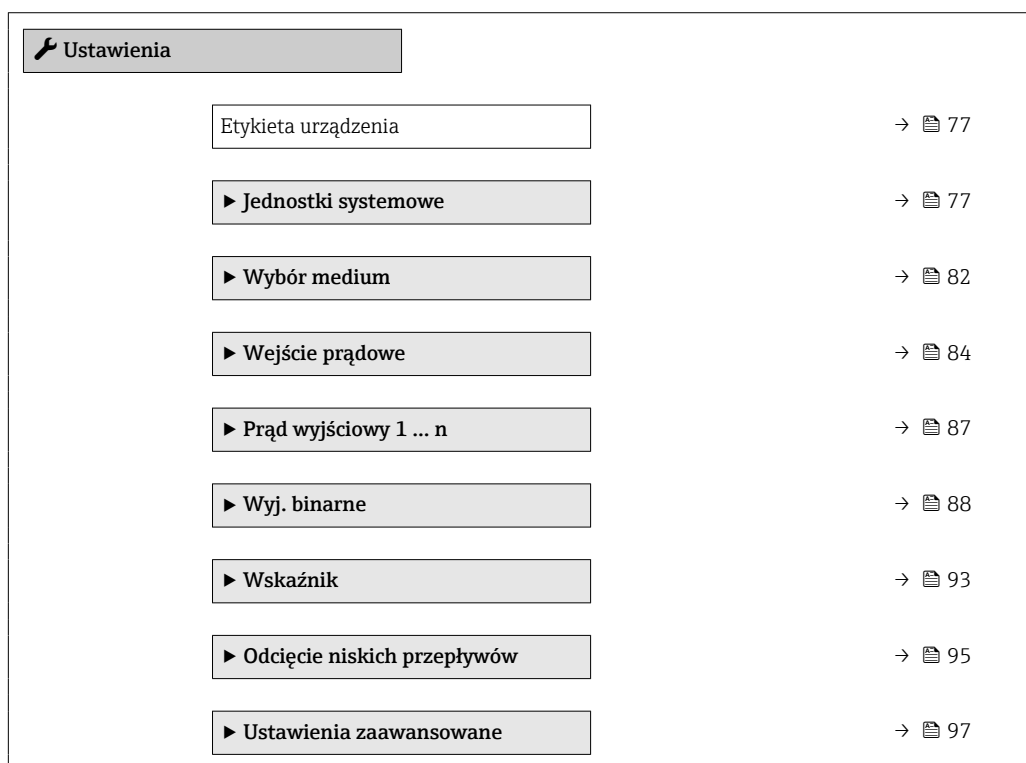 Ustawienia
Etykieta urządzenia → 77
▶ Jednostki systemowe → 77
▶ Wybór medium → 82
▶ Wejście prądowe → 84
▶ Prąd wyjściowy 1 … n → 87
▶ Wyj. binarne → 88
▶ Wskaźnik → 93
▶ Odcięcie niskich przepływów → 95
▶ Ustawienia zaawansowane → 97